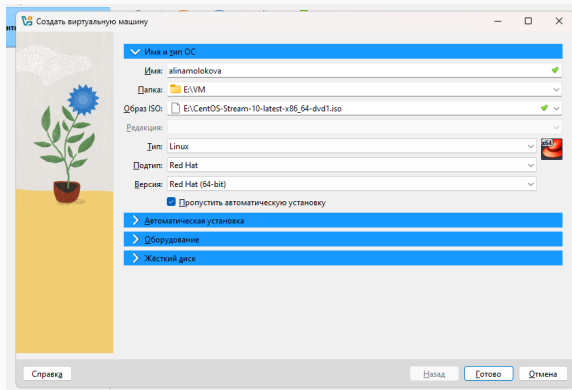 Создать виртуальную машину
Имя и тип ОС
Имя: alinamolokova
Папка: E:\VM
Образ ISO: E:\CentOS-Stream-10-latest-x86_64-dvd1.iso
Редакция:
Тип: Linux
x64
Подтип: Red Hat
Версия: Red Hat (64-bit)
Пропустить автоматическую установку
Автоматическая установка
Оборудование
Жёсткий диск
Справка Назад Готово Отмена